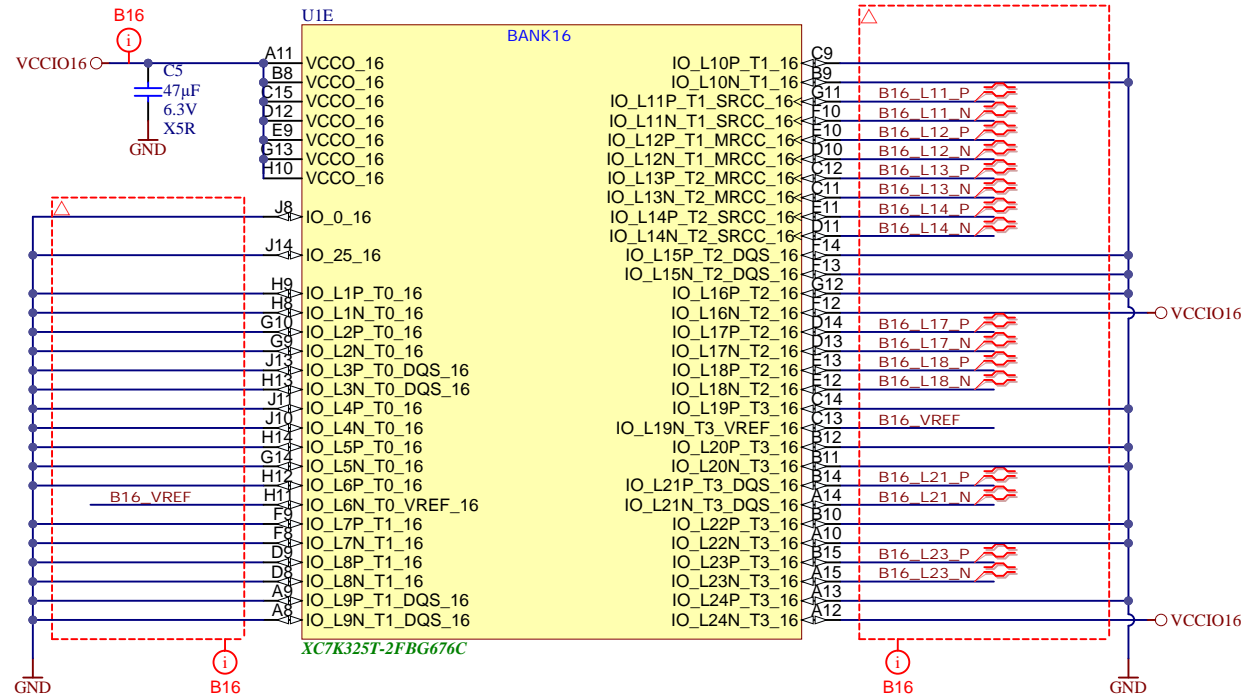 B16
U1E
BANK16
VCCIO16
C5
47µF
6.3V
X5R
GND
A11 VCCO_16
B8 VCCO_16
C15 VCCO_16
D12 VCCO_16
E9 VCCO_16
G13 VCCO_16
H10 VCCO_16
J8 IO_0_16
J14 IO_25_16
H9 IO_L1P_T0_16
H8 IO_L1N_T0_16
G10 IO_L2P_T0_16
G9 IO_L2N_T0_16
J13 IO_L3P_T0_DQS_16
H13 IO_L3N_T0_DQS_16
J11 IO_L4P_T0_16
J10 IO_L4N_T0_16
H14 IO_L5P_T0_16
G14 IO_L5N_T0_16
H12 IO_L6P_T0_16
B16_VREF H11 IO_L6N_T0_VREF_16
F9 IO_L7P_T1_16
F8 IO_L7N_T1_16
D9 IO_L8P_T1_16
D8 IO_L8N_T1_16
A9 IO_L9P_T1_DQS_16
A8 IO_L9N_T1_DQS_16
IO_L10P_T1_16 C9
IO_L10N_T1_16 B9
IO_L11P_T1_SRCC_16 G11 B16_L11_P
IO_L11N_T1_SRCC_16 F10 B16_L11_N
IO_L12P_T1_MRCC_16 E10 B16_L12_P
IO_L12N_T1_MRCC_16 D10 B16_L12_N
IO_L13P_T2_MRCC_16 C12 B16_L13_P
IO_L13N_T2_MRCC_16 C11 B16_L13_N
IO_L14P_T2_SRCC_16 E11 B16_L14_P
IO_L14N_T2_SRCC_16 D11 B16_L14_N
IO_L15P_T2_DQS_16 F14
IO_L15N_T2_DQS_16 F13
IO_L16P_T2_16 G12
IO_L16N_T2_16 F12 VCCIO16
IO_L17P_T2_16 D14 B16_L17_P
IO_L17N_T2_16 D13 B16_L17_N
IO_L18P_T2_16 E13 B16_L18_P
IO_L18N_T2_16 E12 B16_L18_N
IO_L19P_T3_16 C14
IO_L19N_T3_VREF_16 C13 B16_VREF
IO_L20P_T3_16 B12
IO_L20N_T3_16 B11
IO_L21P_T3_DQS_16 B14 B16_L21_P
IO_L21N_T3_DQS_16 A14 B16_L21_N
IO_L22P_T3_16 B10
IO_L22N_T3_16 A10
IO_L23P_T3_16 B15 B16_L23_P
IO_L23N_T3_16 A15 B16_L23_N
IO_L24P_T3_16 A13
IO_L24N_T3_16 A12 VCCIO16
XC7K325T-2FBG676C
GND
i
B16
i
B16
GND